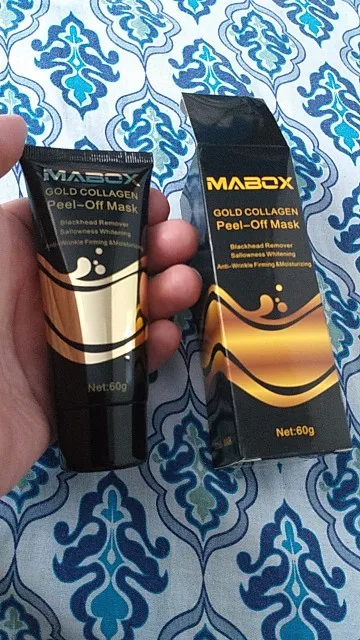 MABOX
GOLD COLLAGEN
Peel-Off Mask
Blackhead Remover
Sallowness Whitening
Anti-Wrinkle Firming &Moisturizing
Net:60g
MABOX
GOLD COLLAGEN
Peel-Off Mask
Blackhead Remover
Sallowness Whitening
Anti-Wrinkle Firming &Moisturizing
Net:60g